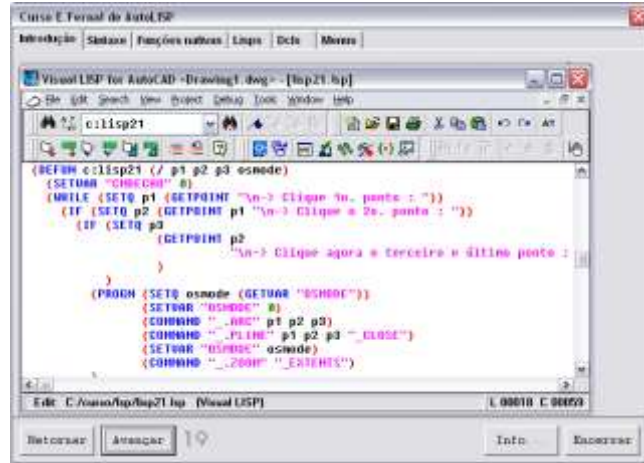 Curso E.Fernal de AutoLISP
Introdução Sintaxe Funções nativas Lisps Dcls Menus
Visual LISP for AutoCAD <Drawing1.dwg> - [lisp21.lsp]
File Edit Search View Project Debug Tools Window Help
c:lisp21
(DEFUN c:lisp21 (/ p1 p2 p3 osmode)
(SETVAR "CMDECHO" 0)
(WHILE (SETQ p1 (GETPOINT "\n-> Clique 1o. ponto : "))
(IF (SETQ p2 (GETPOINT p1 "\n-> Clique o 2o. ponto : "))
(IF (SETQ p3
(GETPOINT p2
"\n-> Clique agora o terceiro e último ponto :
)
)
(PROGN (SETQ osmode (GETVAR "OSMODE"))
(SETVAR "OSMODE" 0)
(COMMAND "_.ARC" p1 p2 p3)
(COMMAND "_.PLINE" p1 p2 p3 "_CLOSE")
(SETVAR "OSMODE" osmode)
(COMMAND "_.ZOOM" "_EXTENTS")
Edit: C:/curso/lsp/lisp21.lsp (Visual LISP)
L 00018 C 00059
Retornar Avançar 19 Info... Encerrar